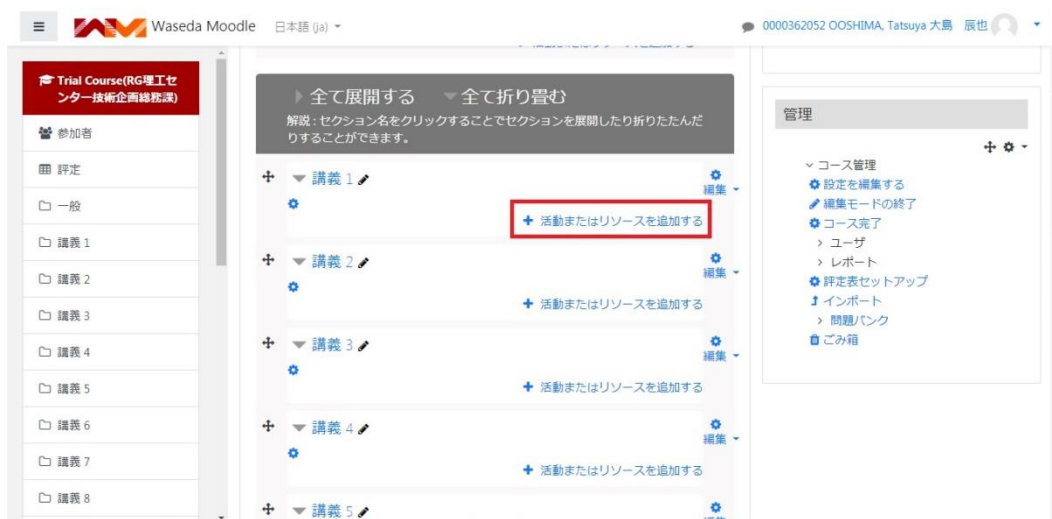 Waseda Moodle 日本語 (ja)
0000362052 OOSHIMA, Tatsuya 大島 辰也
Trial Course(RG理工セ
ンター技術企画総務課)
参加者
評定
一般
講義 1
講義 2
講義 3
講義 4
講義 5
講義 6
講義 7
講義 8
全て展開する 全て折り畳む
解説 : セクション名をクリックすることでセクションを展開したり折りたたんだ
りすることができます。
講義 1
編集
+ 活動またはリソースを追加する
講義 2
編集
+ 活動またはリソースを追加する
講義 3
編集
+ 活動またはリソースを追加する
講義 4
編集
+ 活動またはリソースを追加する
講義 5
管理
コース管理
設定を編集する
編集モードの終了
コース完了
ユーザ
レポート
評定表セットアップ
インポート
問題バンク
ごみ箱